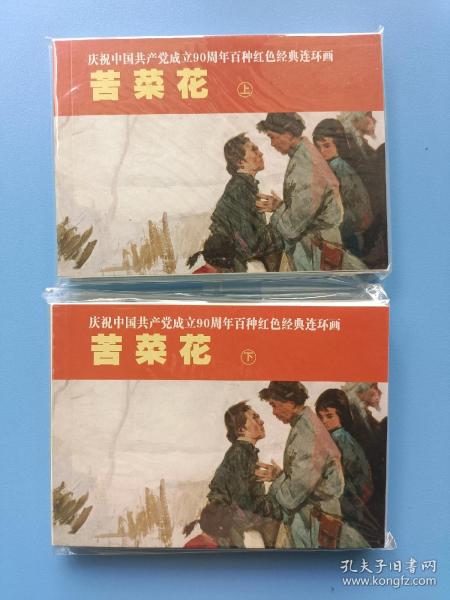 庆祝中国共产党成立90周年百种红色经典连环画
苦菜花 上
庆祝中国共产党成立90周年百种红色经典连环画
苦菜花 下
孔夫子旧书网
www.kongfz.com